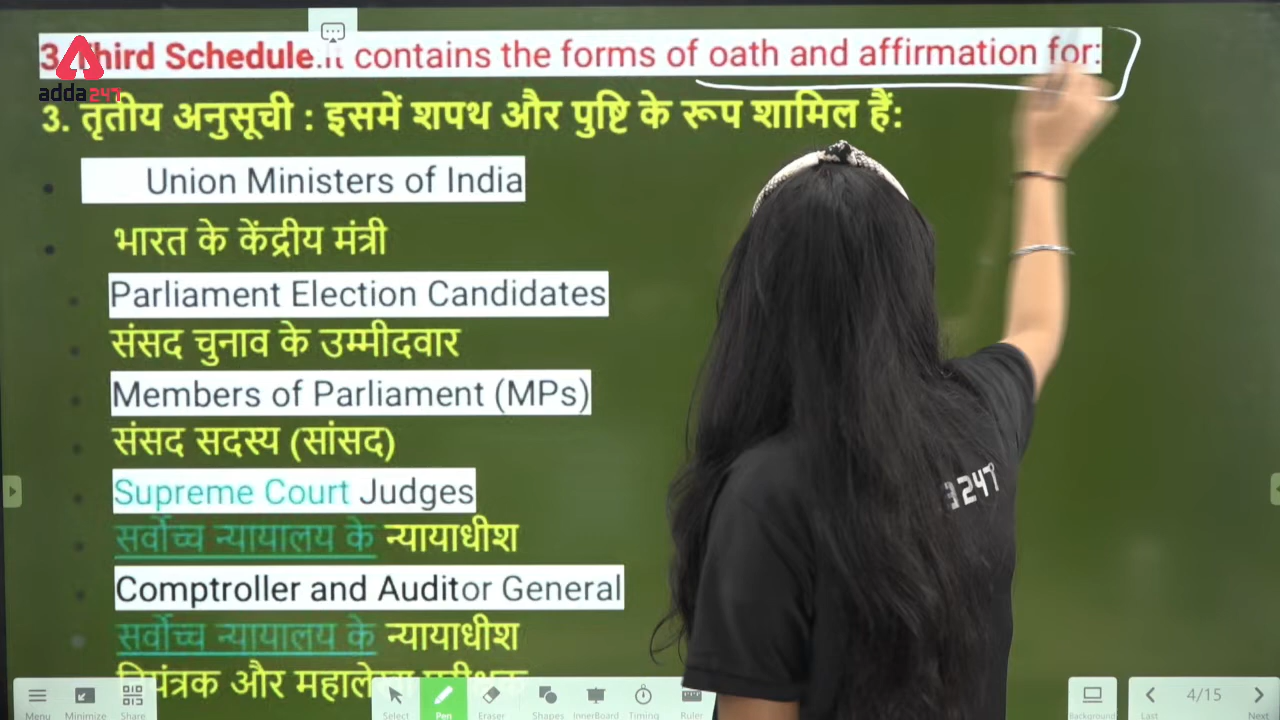 3. Third Schedule.It contains the forms of oath and affirmation for:
adda247
3. तृतीय अनुसूची : इसमें शपथ और पुष्टि के रूप शामिल हैं:
Union Ministers of India
भारत के केंद्रीय मंत्री
Parliament Election Candidates
संसद चुनाव के उम्मीदवार
Members of Parliament (MPs)
संसद सदस्य (सांसद)
Supreme Court Judges
सर्वोच्च न्यायालय के न्यायाधीश
Comptroller and Auditor General
सर्वोच्च न्यायालय के न्यायाधीश
और
247
Menu Minimize Share Select Pen Eraser Shapes InnerBoard Timing Ruler Background Last 4/15 Next